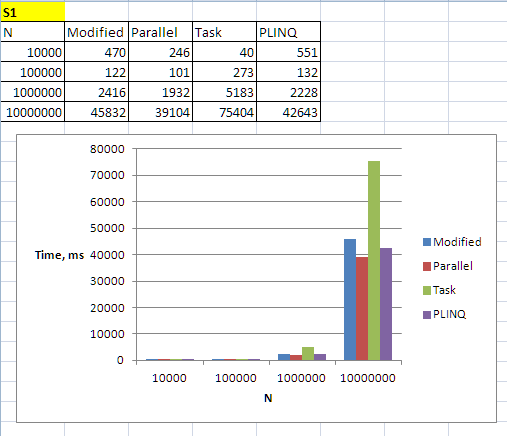 S1
N Modified Parallel Task PLINQ
10000 470 246 40 551
100000 122 101 273 132
1000000 2416 1932 5183 2228
10000000 45832 39104 75404 42643
80000
70000
60000
50000
Time, ms 40000
30000
20000
10000
0
Modified
Parallel
Task
PLINQ
10000 100000 1000000 10000000
N